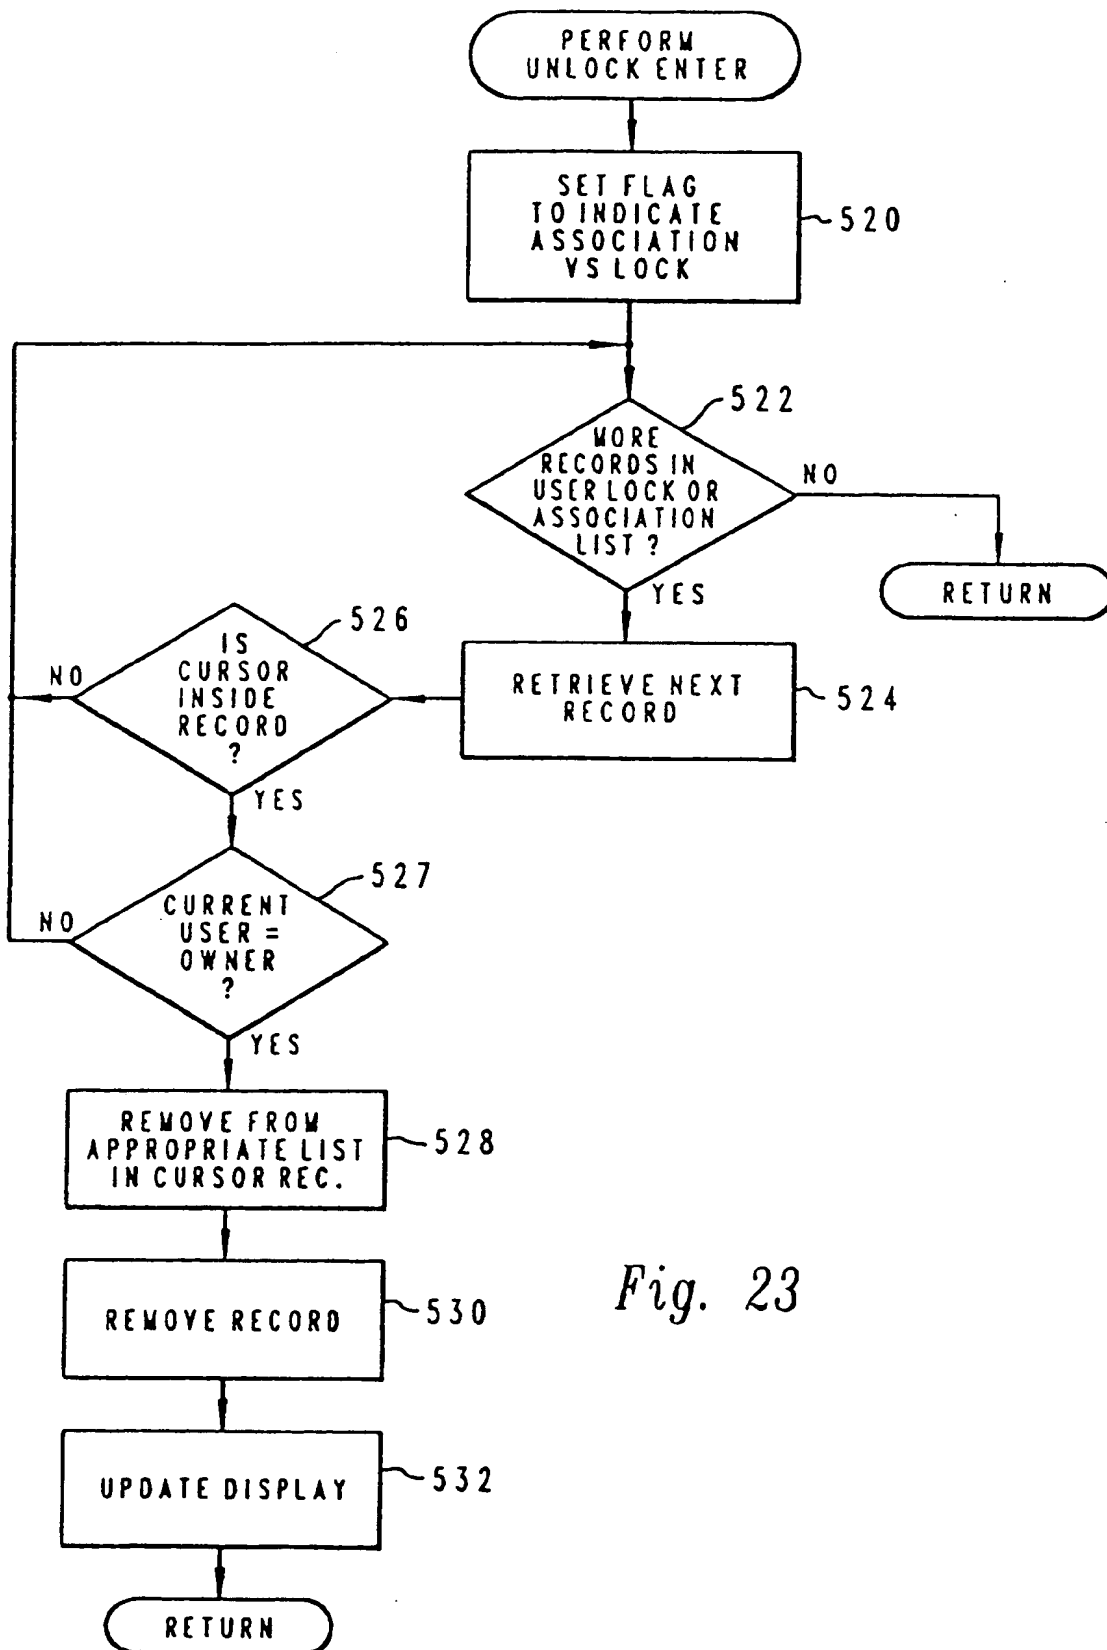 PERFORM
UNLOCK ENTER
SET FLAG
TO INDICATE
ASSOCIATION
VS LOCK
520
522
MORE
RECORDS IN
USER LOCK OR
ASSOCIATION
LIST ?
NO
YES
RETURN
526
IS
CURSOR
INSIDE
RECORD
?
NO
YES
RETRIEVE NEXT
RECORD
524
527
CURRENT
USER =
OWNER
?
NO
YES
REMOVE FROM
APPROPRIATE LIST
IN CURSOR REC.
528
REMOVE RECORD
530
Fig. 23
UPDATE DISPLAY
532
RETURN